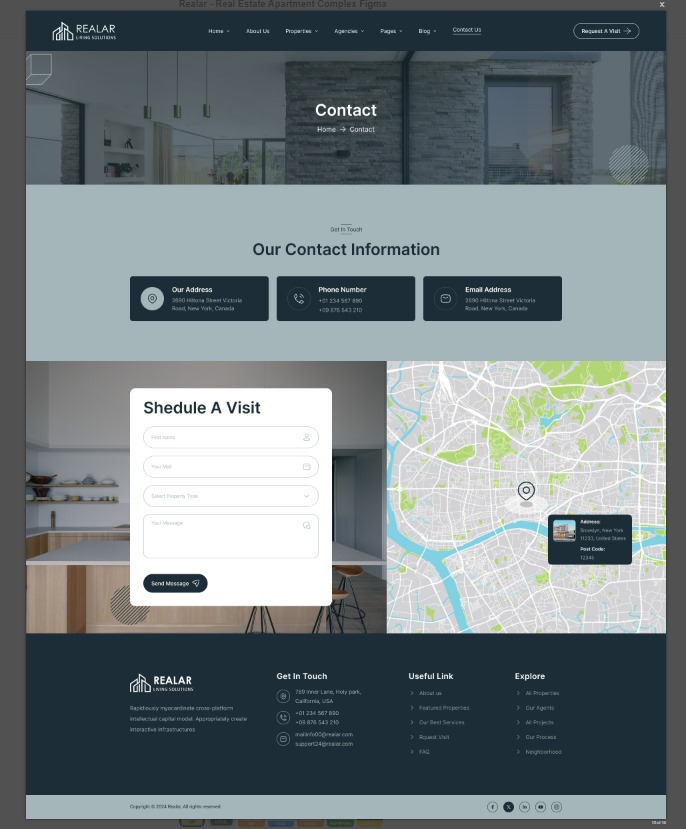 Realar - Real Estate Apartment Complex Figma
X
REALAR
LIVING SOLUTIONS
Home
About Us
Properties
Agencies
Pages
Blog
Contact Us
Request A Visit
Contact
Home → Contact
Get In Touch
Our Contact Information
Our Address
3690 Hiltona Street Victoria
Road, New York, Canada
Phone Number
+01 234 567 890
+09 876 543 210
Email Address
2690 Hiltona Street Victoria
Road, New York, Canada
Shedule A Visit
First name
Your Mail
Select Property Type
Your Message
Send Message
Address:
Brooklyn, New York
11233, United States
Post Code:
12345
REALAR
LIVING SOLUTIONS
Rapidiously myocardinate cross-platform
intellectual capital model. Appropriately create
interactive infrastructures
Get In Touch
789 Inner Lane, Holy park,
California, USA
+01 234 567 890
+09 876 543 210
mailinfo00@realar.com
support24@realar.com
Useful Link
About us
Featured Properties
Our Best Services
Rquest Visit
FAQ
Explore
All Properties
Our Agents
All Projects
Our Process
Neighborhood
Copyright © 2024 Realar. All rights reserved.